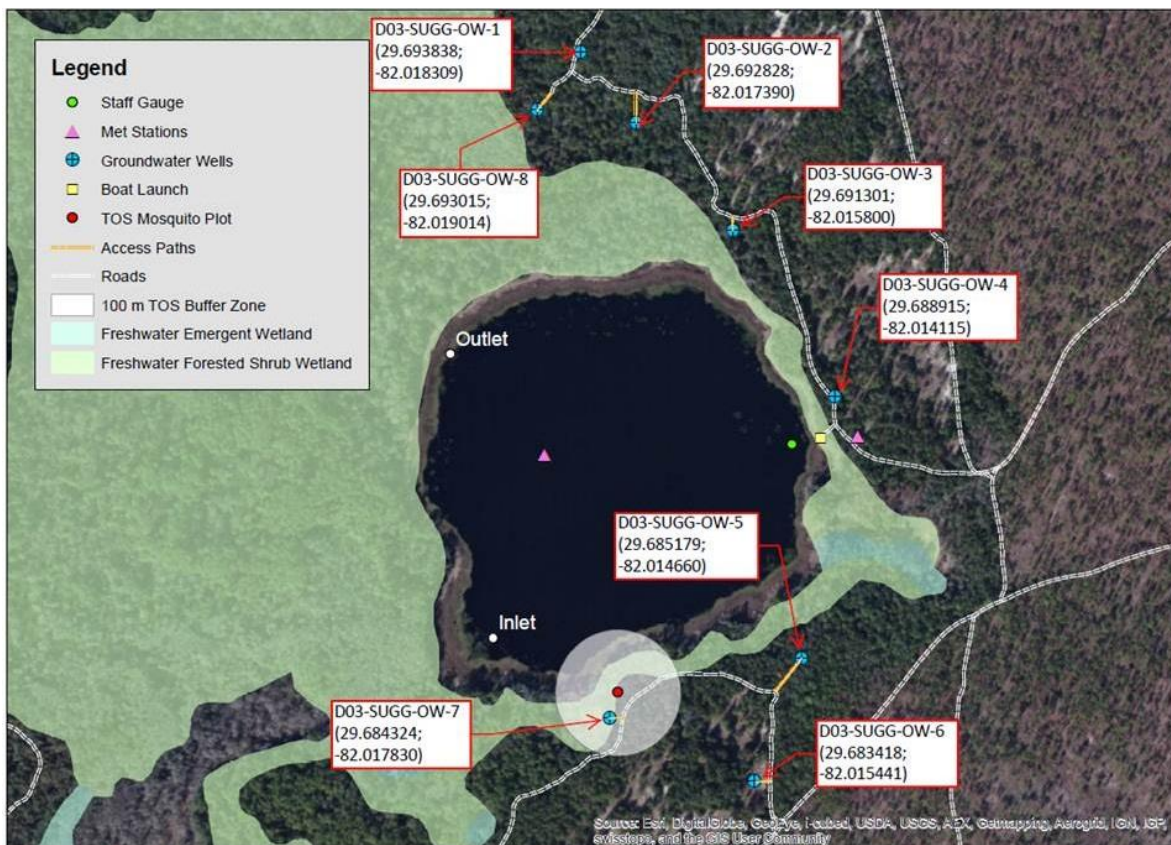 Legend
Staff Gauge
Met Stations
Groundwater Wells
Boat Launch
TOS Mosquito Plot
Access Paths
Roads
100 m TOS Buffer Zone
Freshwater Emergent Wetland
Freshwater Forested Shrub Wetland
D03-SUGG-OW-1
(29.693838;
-82.018309)
D03-SUGG-OW-2
(29.692828;
-82.017390)
D03-SUGG-OW-8
(29.693015;
-82.019014)
D03-SUGG-OW-3
(29.691301;
-82.015800)
D03-SUGG-OW-4
(29.688915;
-82.014115)
Outlet
D03-SUGG-OW-5
(29.685179;
-82.014660)
Inlet
D03-SUGG-OW-7
(29.684324;
-82.017830)
D03-SUGG-OW-6
(29.683418;
-82.015441)
Source: Esri, DigitalGlobe, GeoEye, i-cubed, USDA, USGS, AEX, Getmapping, Aerogrid, IGN, IGP,
swisstopo, and the GIS User Community